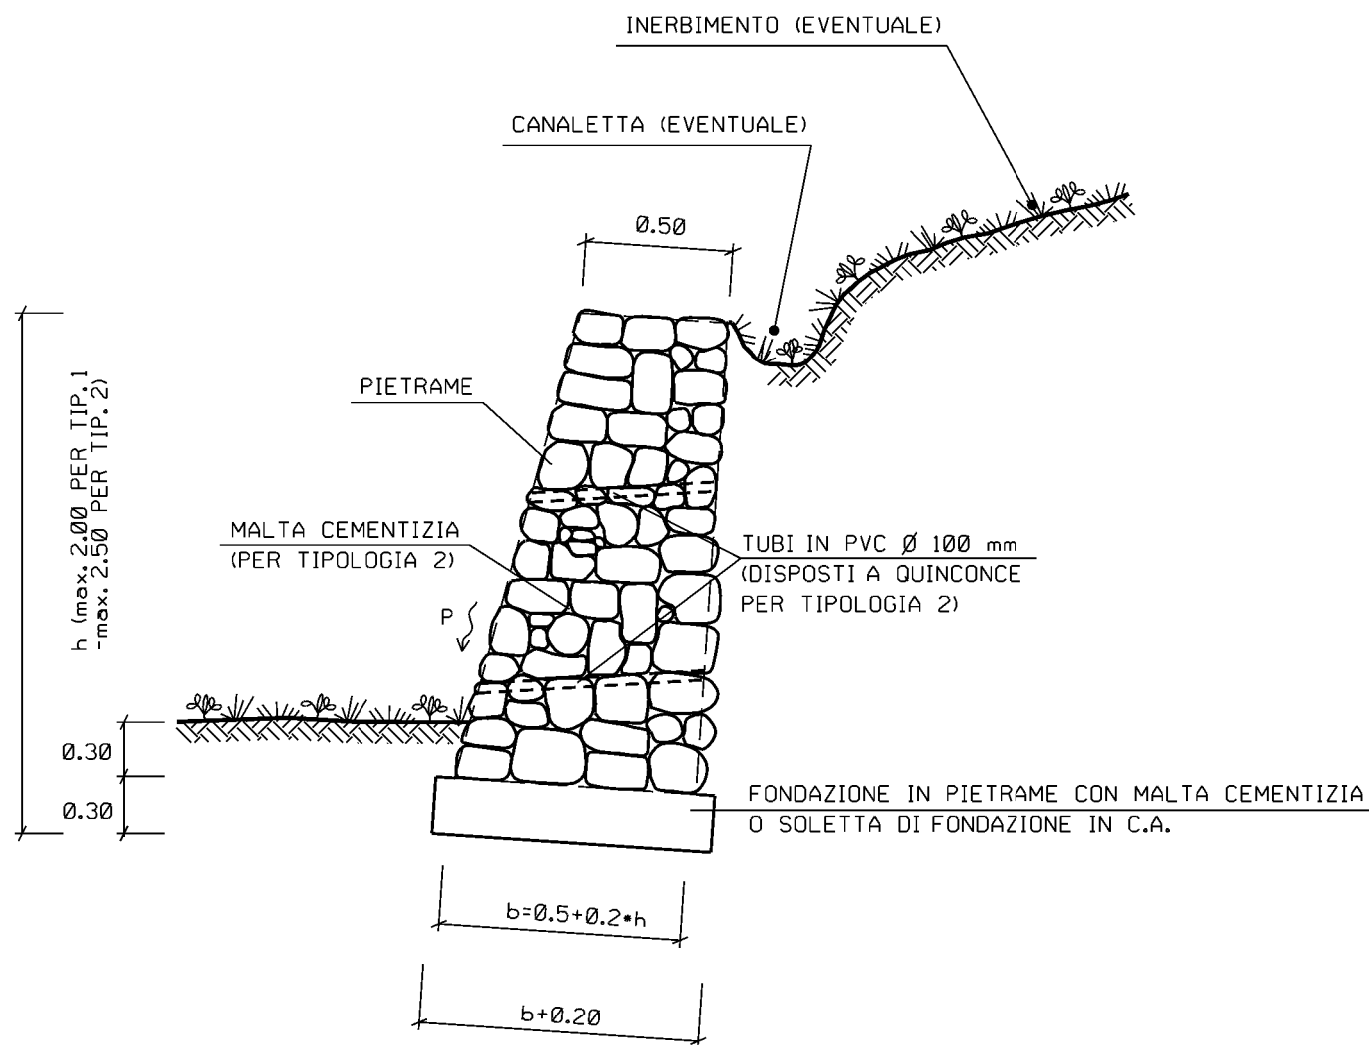 INERBIMENTO (EVENTUALE)
CANALETTA (EVENTUALE)
0.50
PIETRAME
h (max. 2.00 PER TIP. 1
-max. 2.50 PER TIP. 2)
MALTA CEMENTIZIA
(PER TIPOLOGIA 2)
TUBI IN PVC Ø 100 mm
(DISPOSTI A QUINCONCE
PER TIPOLOGIA 2)
P
0.30
0.30
FONDAZIONE IN PIETRAME CON MALTA CEMENTIZIA
O SOLETTA DI FONDAZIONE IN C.A.
b=0.5+0.2*h
b+0.20